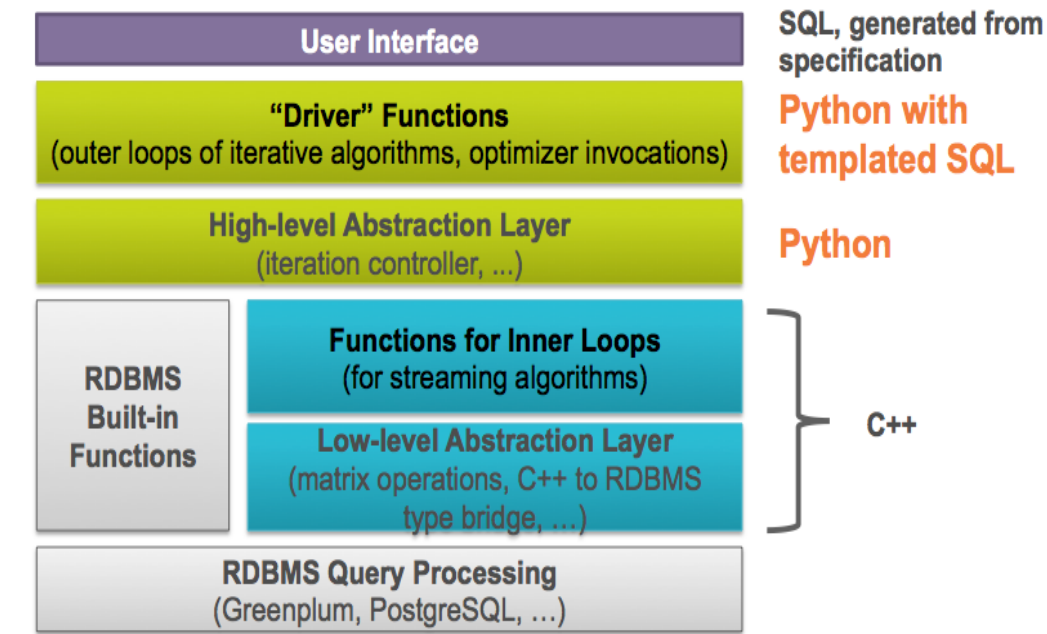 User Interface
SQL, generated from
specification
“Driver” Functions
(outer loops of iterative algorithms, optimizer invocations)
Python with
templated SQL
High-level Abstraction Layer
(iteration controller, ...)
Python
RDBMS
Built-in
Functions
Functions for Inner Loops
(for streaming algorithms)
Low-level Abstraction Layer
(matrix operations, C++ to RDBMS
type bridge, …)
C++
RDBMS Query Processing
(Greenplum, PostgreSQL, …)